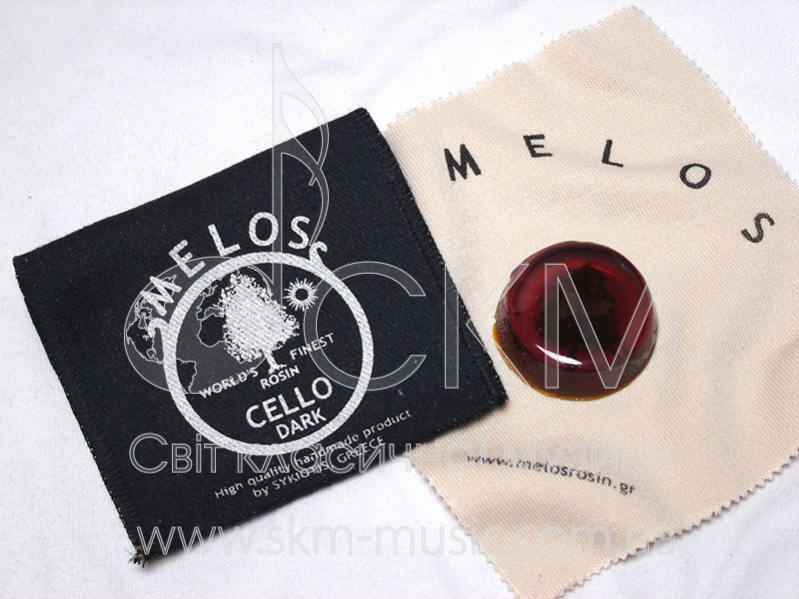 MELOS
WORLD'S FINEST
ROSIN
CELLO
DARK
High quality handmade product
by SYKIOTIS GREECE
MELOS
www.melosrosin.gr
СКМ
Світ класичної музики
www.skm-music.com.ua